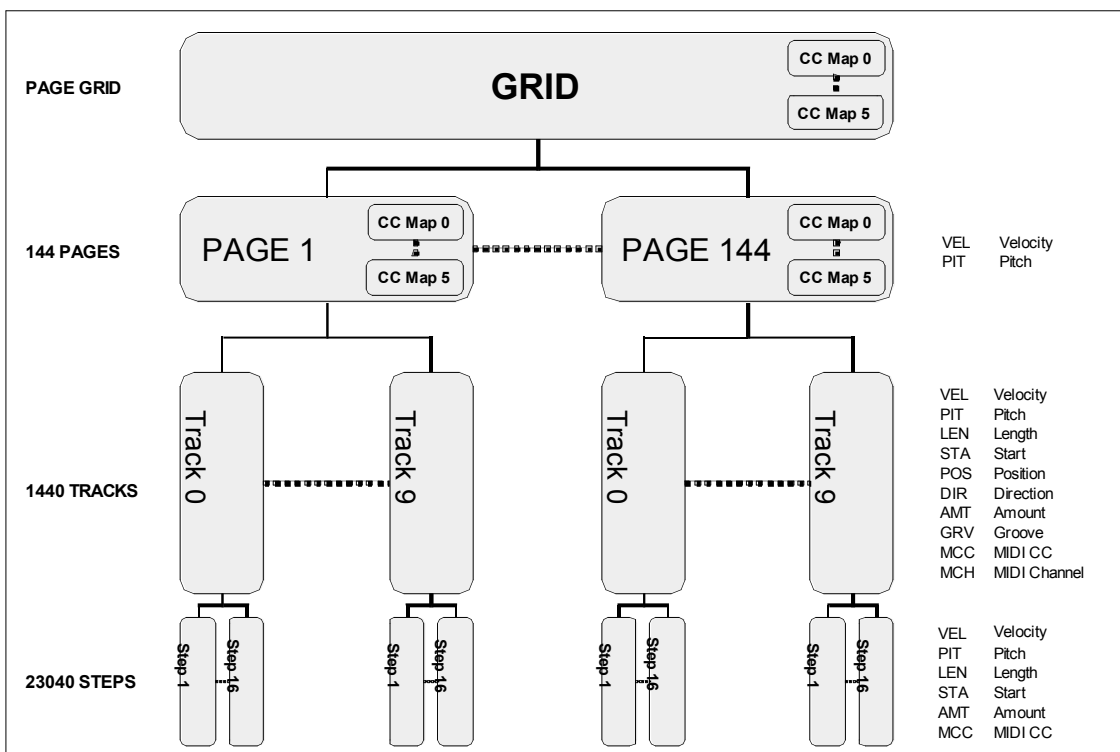 PAGE GRID
GRID
CC Map 0
CC Map 5
144 PAGES
PAGE 1
CC Map 0
CC Map 5
PAGE 144
CC Map 0
CC Map 5
VEL Velocity
PIT Pitch
1440 TRACKS
Track 0
Track 9
Track 0
Track 9
VEL Velocity
PIT Pitch
LEN Length
STA Start
POS Position
DIR Direction
AMT Amount
GRV Groove
MCC MIDI CC
MCH MIDI Channel
23040 STEPS
Step 1
Step 16
Step 1
Step 16
Step 1
Step 16
Step 1
Step 16
VEL Velocity
PIT Pitch
LEN Length
STA Start
AMT Amount
MCC MIDI CC